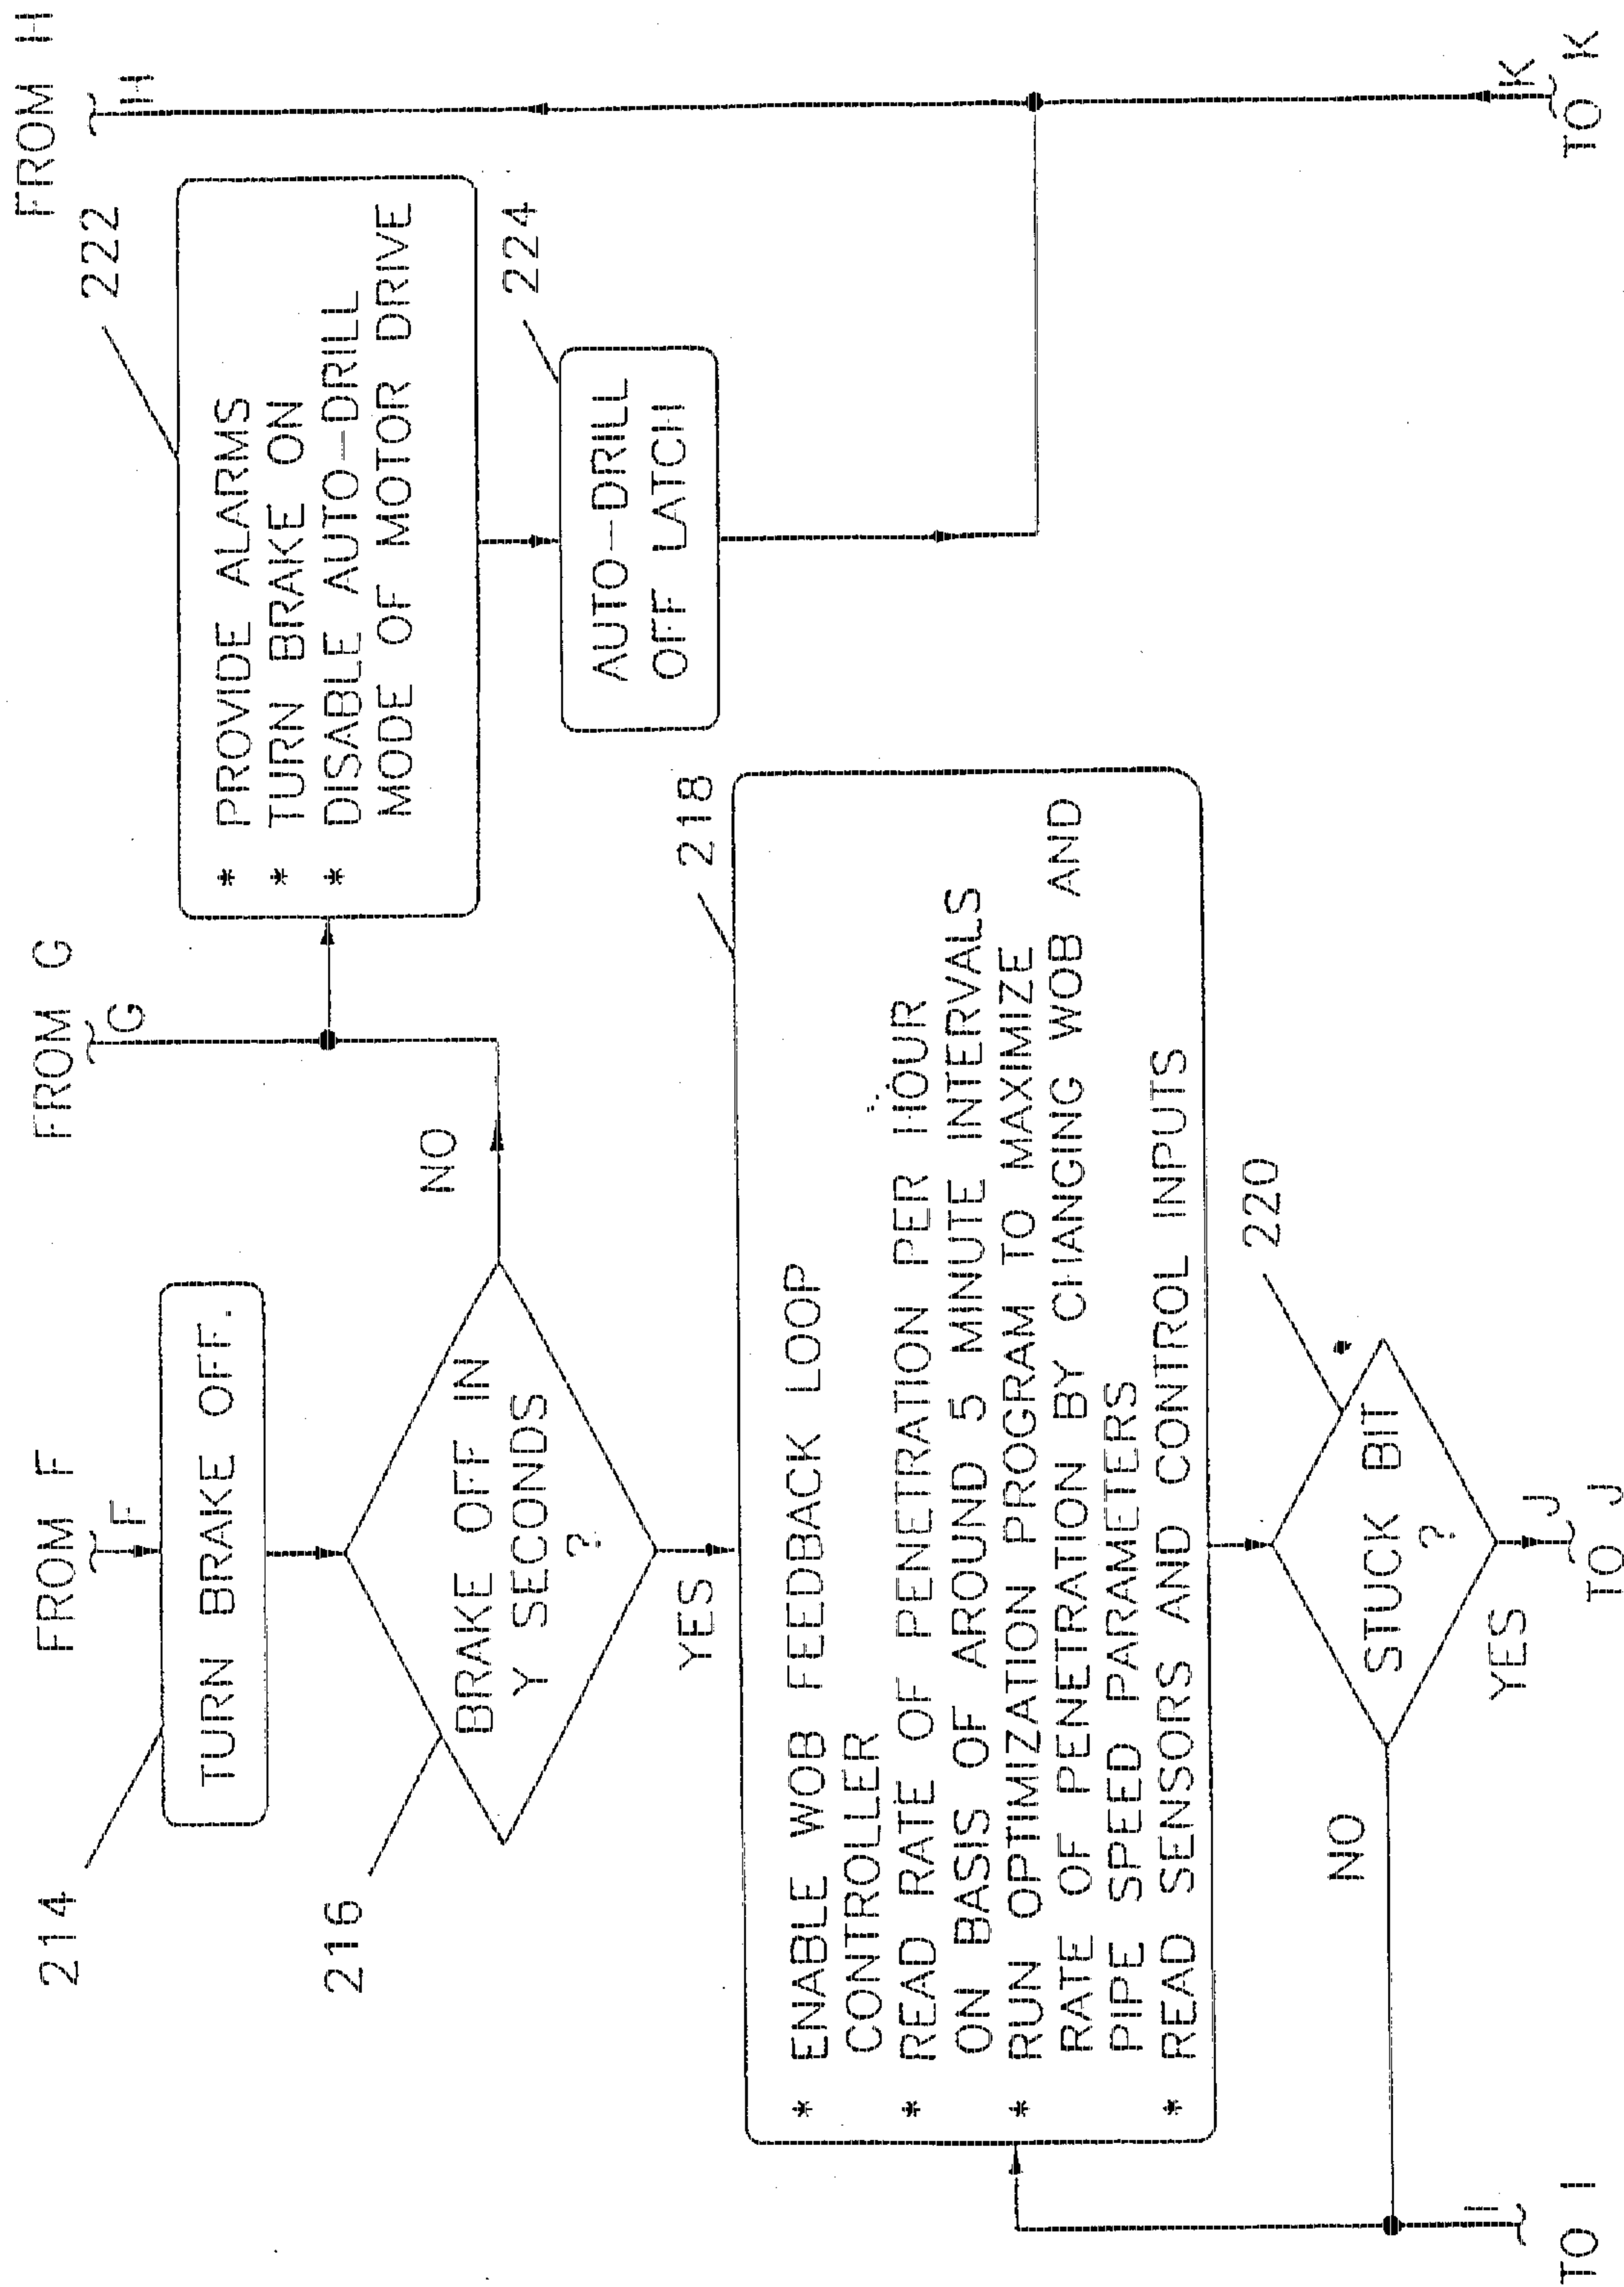 FROM F
F
214
TURN BRAKE OFF.
216
BRAKE OFF IN
Y SECONDS
?
NO
YES
FROM G
G
222
* PROVIDE ALARMS
* TURN BRAKE ON
* DISABLE AUTO-DRILL
MODE OF MOTOR DRIVE
224
AUTO-DRILL
OFF LATCH
FROM H
H
218
* ENABLE WOB FEEDBACK LOOP
CONTROLLER
* READ RATE OF PENETRATION PER HOUR
ON BASIS OF AROUND 5 MINUTE INTERVALS
* RUN OPTIMIZATION PROGRAM TO MAXIMIZE
RATE OF PENETRATION BY CHANGING WOB AND
PIPE SPEED PARAMETERS
* READ SENSORS AND CONTROL INPUTS
220
STUCK BIT
?
NO
YES
I
TO I
J
TO J
K
TO K